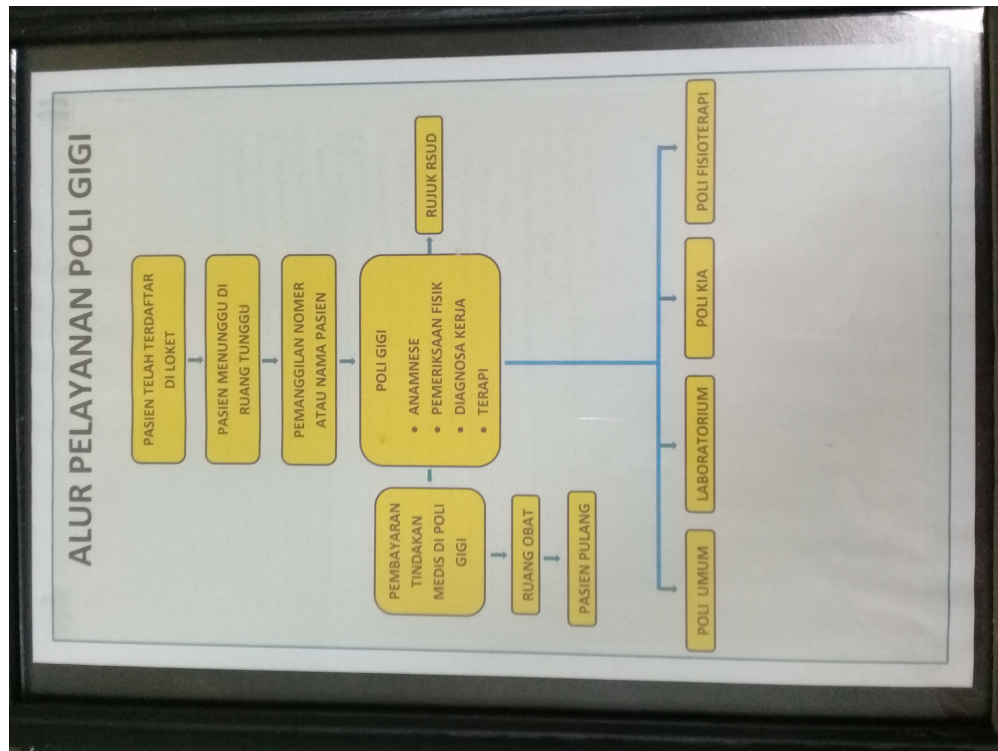 ALUR PELAYANAN POLI GIGI
PASIEN TELAH TERDAFTAR
DI LOKET
PASIEN MENUNGGU DI
RUANG TUNGGU
PEMANGGILAN NOMER
ATAU NAMA PASIEN
POLI GIGI
• ANAMNESE
• PEMERIKSAAN FISIK
• DIAGNOSA KERJA
• TERAPI
RUJUK RSUD
PEMBAYARAN
TINDAKAN
MEDIS DI POLI
GIGI
RUANG OBAT
PASIEN PULANG
POLI UMUM
LABORATORIUM
POLI KIA
POLI FISIOTERAPI